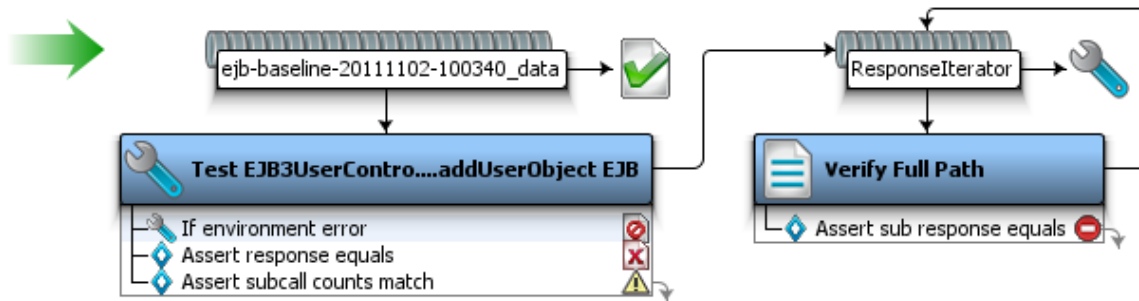 ejb-baseline-20111102-100340_data
ResponseIterator
Test EJB3UserContro....addUserObject EJB
Verify Full Path
If environment error
Assert sub response equals
Assert response equals
Assert subcall counts match